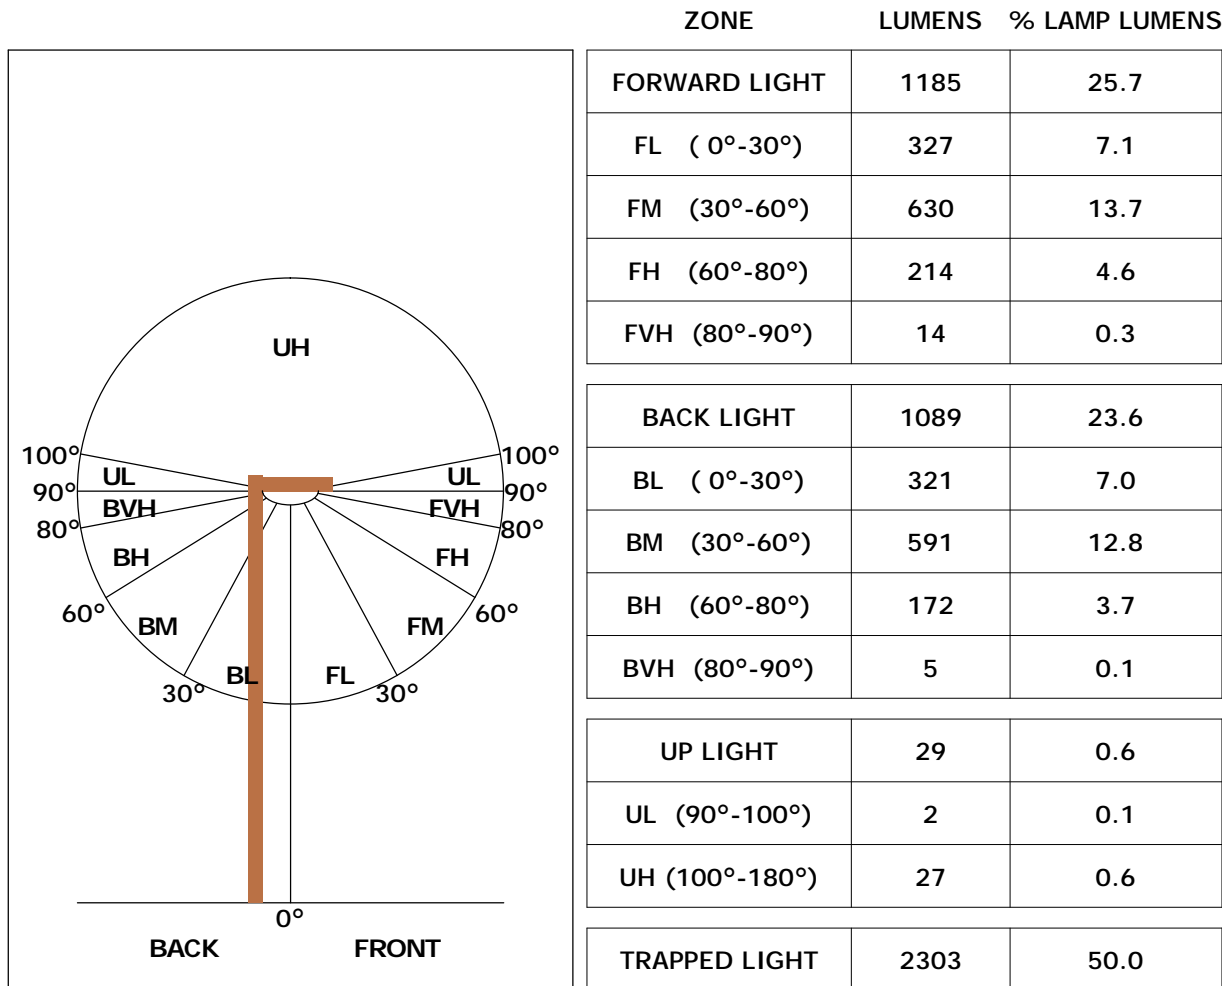 ZONE LUMENS % LAMP LUMENS
FORWARD LIGHT 1185 25.7
FL ( 0°-30°) 327 7.1
FM (30°-60°) 630 13.7
FH (60°-80°) 214 4.6
FVH (80°-90°) 14 0.3
BACK LIGHT 1089 23.6
BL ( 0°-30°) 321 7.0
BM (30°-60°) 591 12.8
BH (60°-80°) 172 3.7
BVH (80°-90°) 5 0.1
UP LIGHT 29 0.6
UL (90°-100°) 2 0.1
UH (100°-180°) 27 0.6
TRAPPED LIGHT 2303 50.0
UH
100° 100°
UL UL
90° 90°
BVH FVH
80° 80°
BH FH
60° 60°
BM FM
BL FL
30° 30°
0°
BACK FRONT